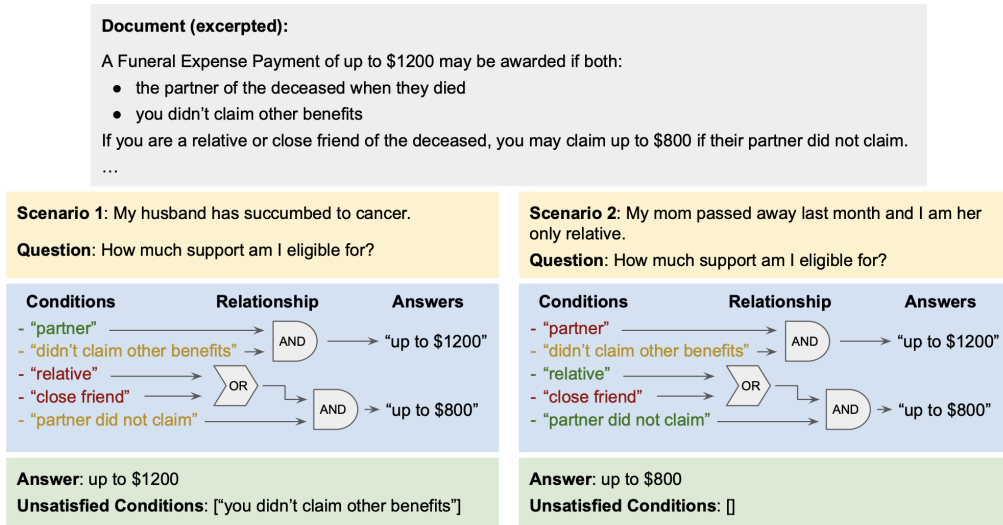 Document (excerpted):
A Funeral Expense Payment of up to $1200 may be awarded if both:
● the partner of the deceased when they died
● you didn’t claim other benefits
If you are a relative or close friend of the deceased, you may claim up to $800 if their partner did not claim.
…
Scenario 1: My husband has succumbed to cancer.
Question: How much support am I eligible for?
Conditions Relationship Answers
- “partner”
- “didn’t claim other benefits”
- “relative”
- “close friend”
- “partner did not claim”
AND
OR
AND
“up to $1200”
“up to $800”
Answer: up to $1200
Unsatisfied Conditions: [“you didn’t claim other benefits”]
Scenario 2: My mom passed away last month and I am her
only relative.
Question: How much support am I eligible for?
Conditions Relationship Answers
- “partner”
- “didn’t claim other benefits”
- “relative”
- “close friend”
- “partner did not claim”
AND
OR
AND
“up to $1200”
“up to $800”
Answer: up to $800
Unsatisfied Conditions: []